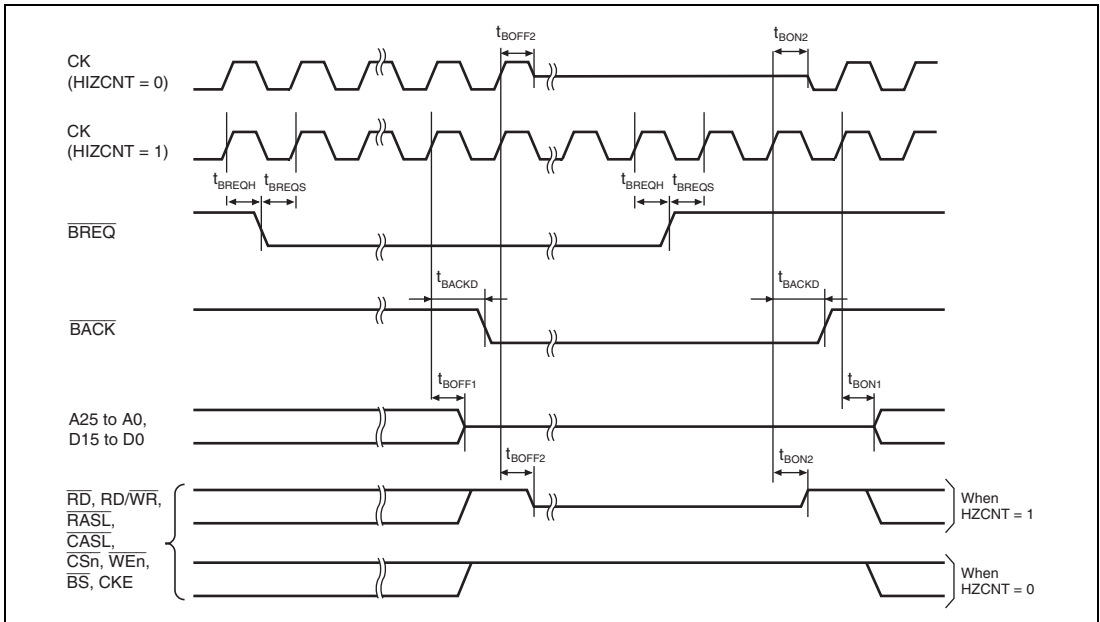 tBOFF2
tBON2
CK
(HIZCNT = 0)
CK
(HIZCNT = 1)
tBREQH
tBREQS
tBREQH
tBREQS
BREQ
tBACKD
tBACKD
BACK
tBOFF1
tBON1
A25 to A0,
D15 to D0
tBOFF2
tBON2
RD, RD/WR,
RASL,
CASL,
CSn, WEn,
BS, CKE
When
HZCNT = 1
When
HZCNT = 0